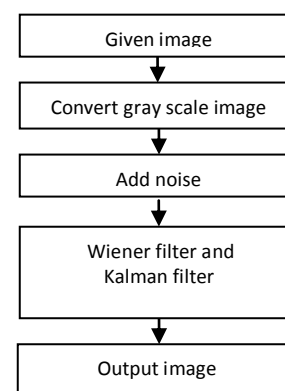 Given image
Convert gray scale image
Add noise
Wiener filter and
Kalman filter
Output image